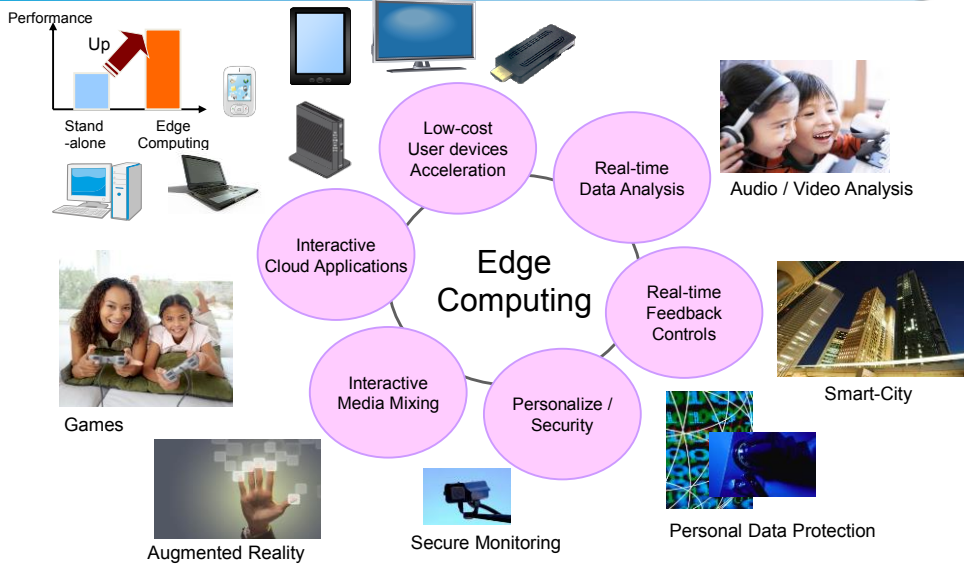 Performance
Up
Stand
-alone
Edge
Computing
Low-cost
User devices
Acceleration
Real-time
Data Analysis
Audio / Video Analysis
Interactive
Cloud Applications
Edge
Computing
Real-time
Feedback
Controls
Smart-City
Games
Interactive
Media Mixing
Personalize /
Security
Augmented Reality
Secure Monitoring
Personal Data Protection